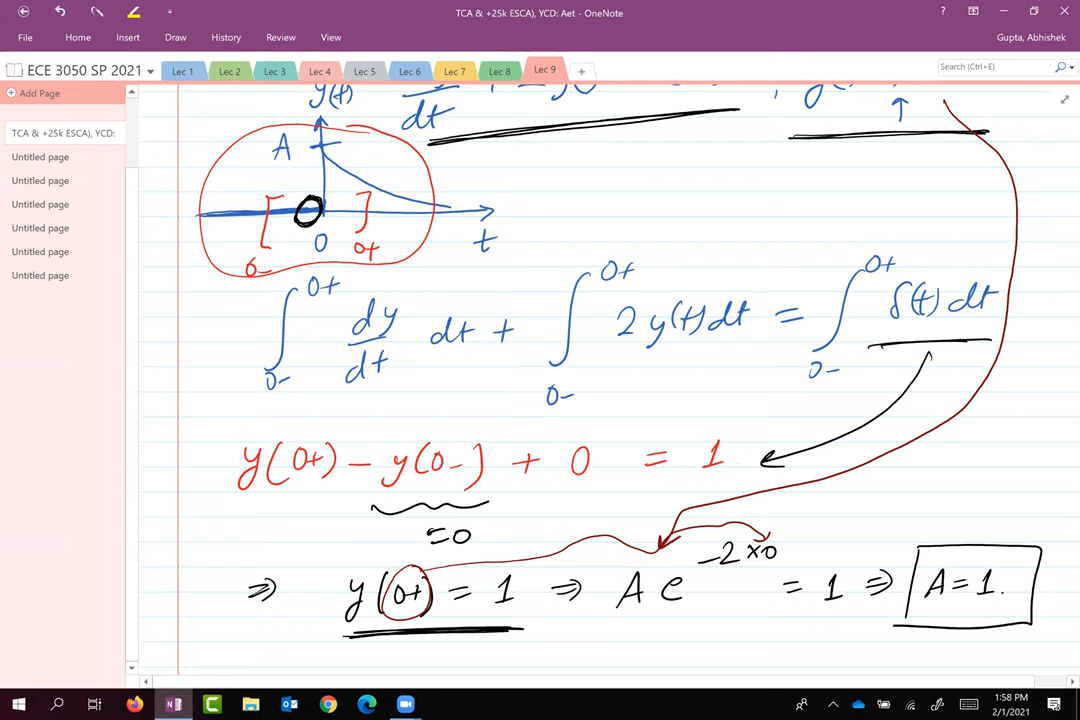 TCA & +25k ESCA), YCD: Aet - OneNote
File Home Insert Draw History Review View
Gupta, Abhishek
ECE 3050 SP 2021
Lec 1 Lec 2 Lec 3 Lec 4 Lec 5 Lec 6 Lec 7 Lec 8 Lec 9
Search (Ctrl+E)
Add Page
TCA & +25k ESCA), YCD:
Untitled page
Untitled page
Untitled page
Untitled page
Untitled page
Untitled page
y(t)
dt
A
[ ]
0- 0 0+ t
∫_{0-}^{0+} dy/dt dt + ∫_{0-}^{0+} 2y(t)dt = ∫_{0-}^{0+} δ(t)dt
y(0+) - y(0-) + 0 = 1
=0
⇒ y(0+) = 1 ⇒ A e^{-2×0} = 1 ⇒ A=1.
1:58 PM
2/1/2021